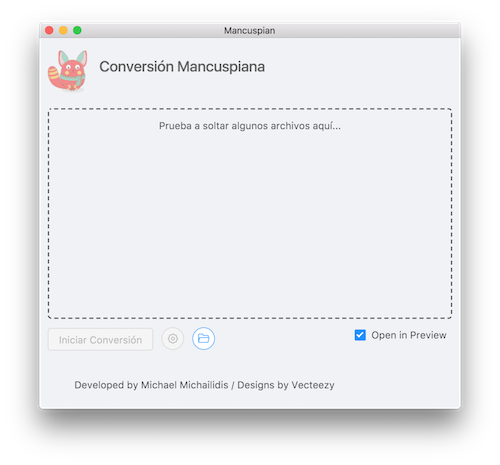 Mancuspian
Conversión Mancuspiana
Prueba a soltar algunos archivos aquí...
Iniciar Conversión
Open in Preview
Developed by Michael Michailidis / Designs by Vecteezy